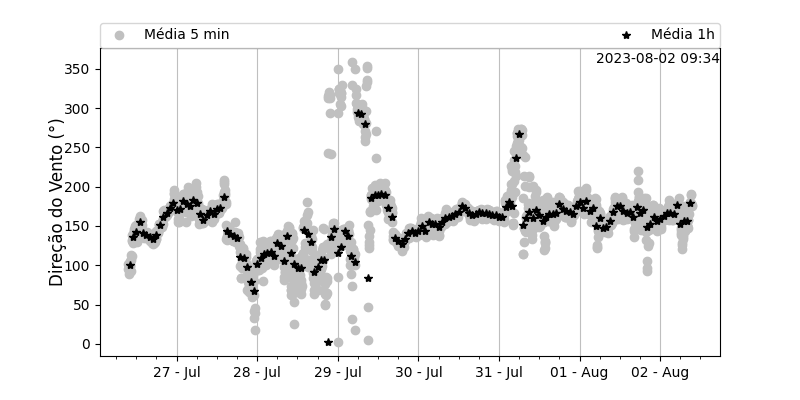 Média 5 min
Média 1h
2023-08-02 09:34
Direção do Vento (°)
350
300
250
200
150
100
50
0
27 - Jul
28 - Jul
29 - Jul
30 - Jul
31 - Jul
01 - Aug
02 - Aug